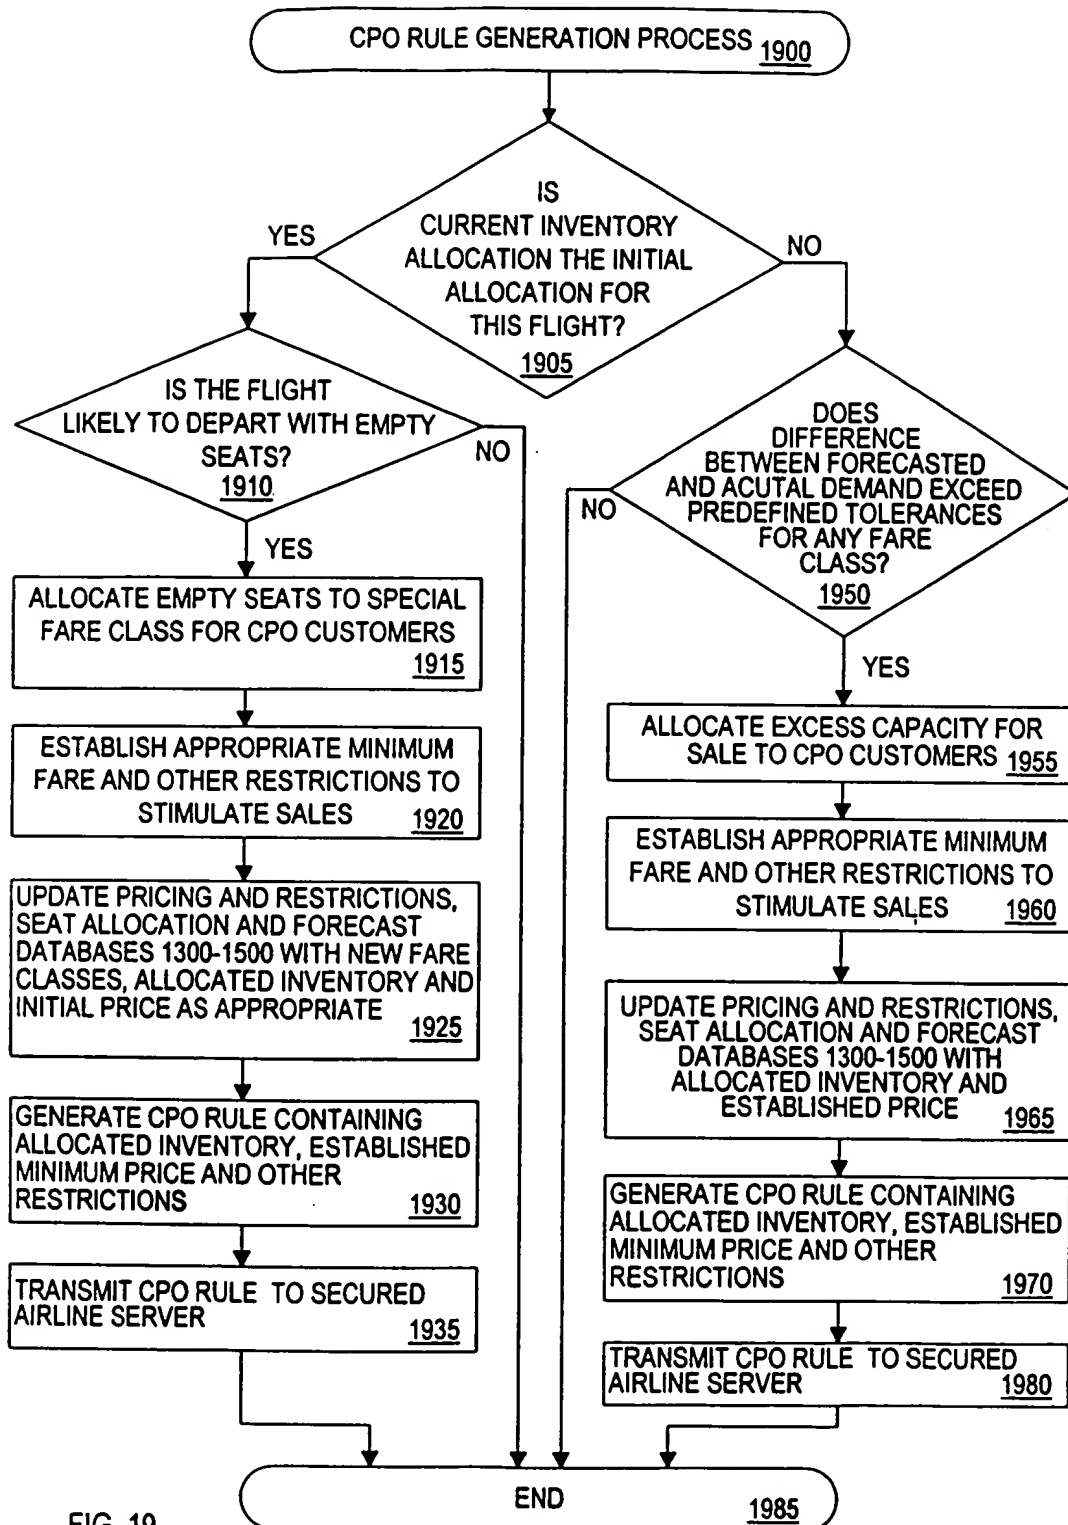 CPO RULE GENERATION PROCESS 1900
IS
CURRENT INVENTORY
ALLOCATION THE INITIAL
ALLOCATION FOR
THIS FLIGHT?
1905
YES
NO
IS THE FLIGHT
LIKELY TO DEPART WITH EMPTY
SEATS?
1910
NO
YES
ALLOCATE EMPTY SEATS TO SPECIAL
FARE CLASS FOR CPO CUSTOMERS
1915
ESTABLISH APPROPRIATE MINIMUM
FARE AND OTHER RESTRICTIONS TO
STIMULATE SALES 1920
UPDATE PRICING AND RESTRICTIONS,
SEAT ALLOCATION AND FORECAST
DATABASES 1300-1500 WITH NEW FARE
CLASSES, ALLOCATED INVENTORY AND
INITIAL PRICE AS APPROPRIATE 1925
GENERATE CPO RULE CONTAINING
ALLOCATED INVENTORY, ESTABLISHED
MINIMUM PRICE AND OTHER
RESTRICTIONS 1930
TRANSMIT CPO RULE TO SECURED
AIRLINE SERVER 1935
DOES
DIFFERENCE
BETWEEN FORECASTED
AND ACUTAL DEMAND EXCEED
PREDEFINED TOLERANCES
FOR ANY FARE
CLASS?
1950
NO
YES
ALLOCATE EXCESS CAPACITY FOR
SALE TO CPO CUSTOMERS 1955
ESTABLISH APPROPRIATE MINIMUM
FARE AND OTHER RESTRICTIONS TO
STIMULATE SALES 1960
UPDATE PRICING AND RESTRICTIONS,
SEAT ALLOCATION AND FORECAST
DATABASES 1300-1500 WITH
ALLOCATED INVENTORY AND
ESTABLISHED PRICE 1965
GENERATE CPO RULE CONTAINING
ALLOCATED INVENTORY, ESTABLISHED
MINIMUM PRICE AND OTHER
RESTRICTIONS 1970
TRANSMIT CPO RULE TO SECURED
AIRLINE SERVER 1980
END 1985
FIG. 19